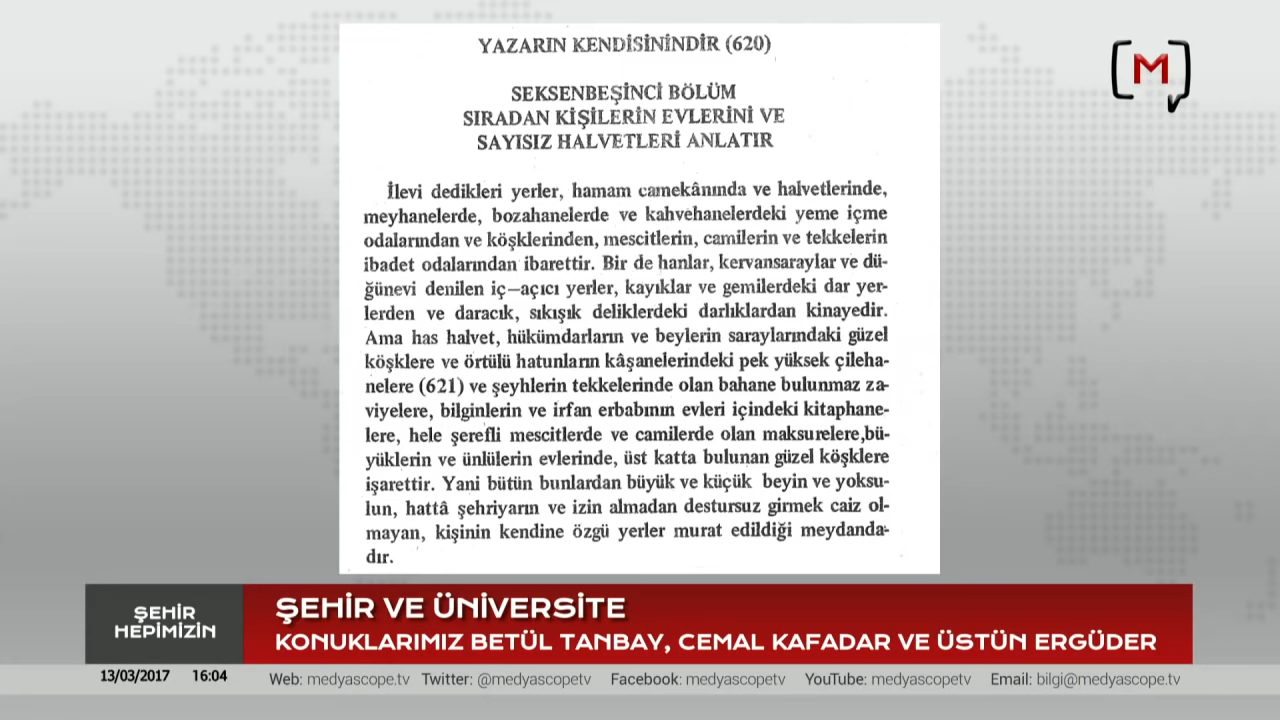 YAZARIN KENDİSİNİNDİR (620)
SEKSENBEŞİNCİ BÖLÜM
SIRADAN KİŞİLERİN EVLERİNİ VE
SAYISIZ HALVETLERİ ANLATIR
İlevi dedikleri yerler, hamam camekânında ve halvetlerinde,
meyhanelerde, bozahanelerde ve kahvehanelerdeki yeme içme
odalarından ve köşklerinden, mescitlerin, camilerin ve tekkelerin
ibadet odalarından ibarettir. Bir de hanlar, kervansaraylar ve dü-
ğünevi denilen iç—açıcı yerler, kayıklar ve gemilerdeki dar yer-
lerden ve daracık, sıkışık deliklerdeki darlıklardan kinayedir.
Ama has halvet, hükümdarların ve beylerin saraylarındaki güzel
köşklere ve örtülü hatunların kâşanelerindeki pek yüksek çileha-
nelere (621) ve şeyhlerin tekkelerinde olan bahane bulunmaz za-
viyelere, bilginlerin ve irfan erbabının evleri içindeki kitaphane-
lere, hele şerefli mescitlerde ve camilerde olan maksurelere,bü-
yüklerin ve ünlülerin evlerinde, üst katta bulunan güzel köşklere
işarettir. Yani bütün bunlardan büyük ve küçük beyin ve yoksu-
lun, hattâ şehriyarın ve izin almadan destursuz girmek caiz ol-
mayan, kişinin kendine özgü yerler murat edildiği meydanda-
dır.
M
ŞEHİR HEPİMİZİN
ŞEHİR VE ÜNİVERSİTE
KONUKLARIMIZ BETÜL TANBAY, CEMAL KAFADAR VE ÜSTÜN ERGÜDER
13/03/2017 16:04 Web: medyascope.tv Twitter: @medyascopetv Facebook: medyascopetv YouTube: medyascopetv Email: bilgi@medyascope.tv